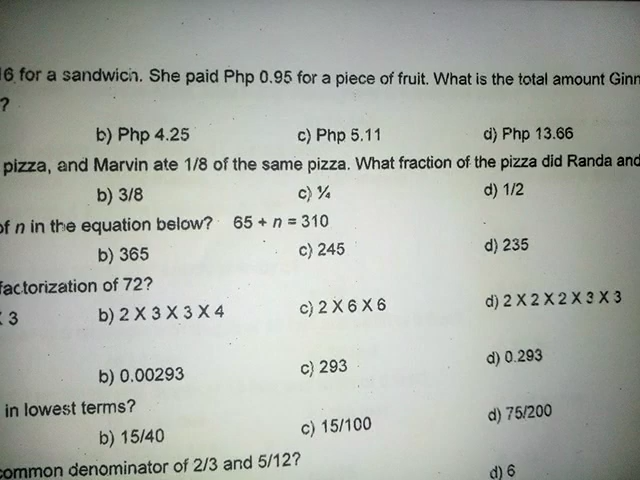 16 for a sandwich. She paid Php 0.95 for a piece of fruit. What is the total amount Ginn
?
b) Php 4.25 c) Php 5.11 d) Php 13.66
pizza, and Marvin ate 1/8 of the same pizza. What fraction of the pizza did Randa and
b) 3/8 c) ¼ d) 1/2
of n in the equation below? 65 + n = 310
b) 365 c) 245 d) 235
factorization of 72?
X 3 b) 2 X 3 X 3 X 4 c) 2 X 6 X 6 d) 2 X 2 X 2 X 3 X 3
b) 0.00293 c) 293 d) 0.293
in lowest terms?
b) 15/40 c) 15/100 d) 75/200
common denominator of 2/3 and 5/12?
d) 6